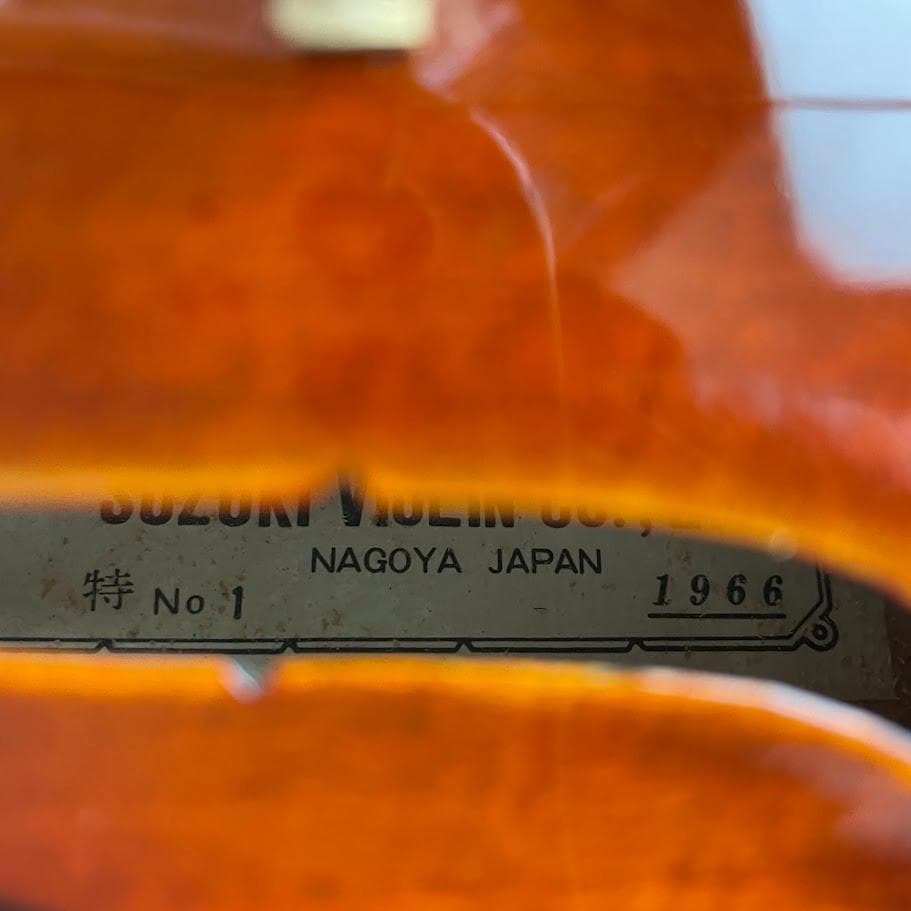 SUZUKI VIOLIN CO.,
NAGOYA JAPAN
特 No 1
1966